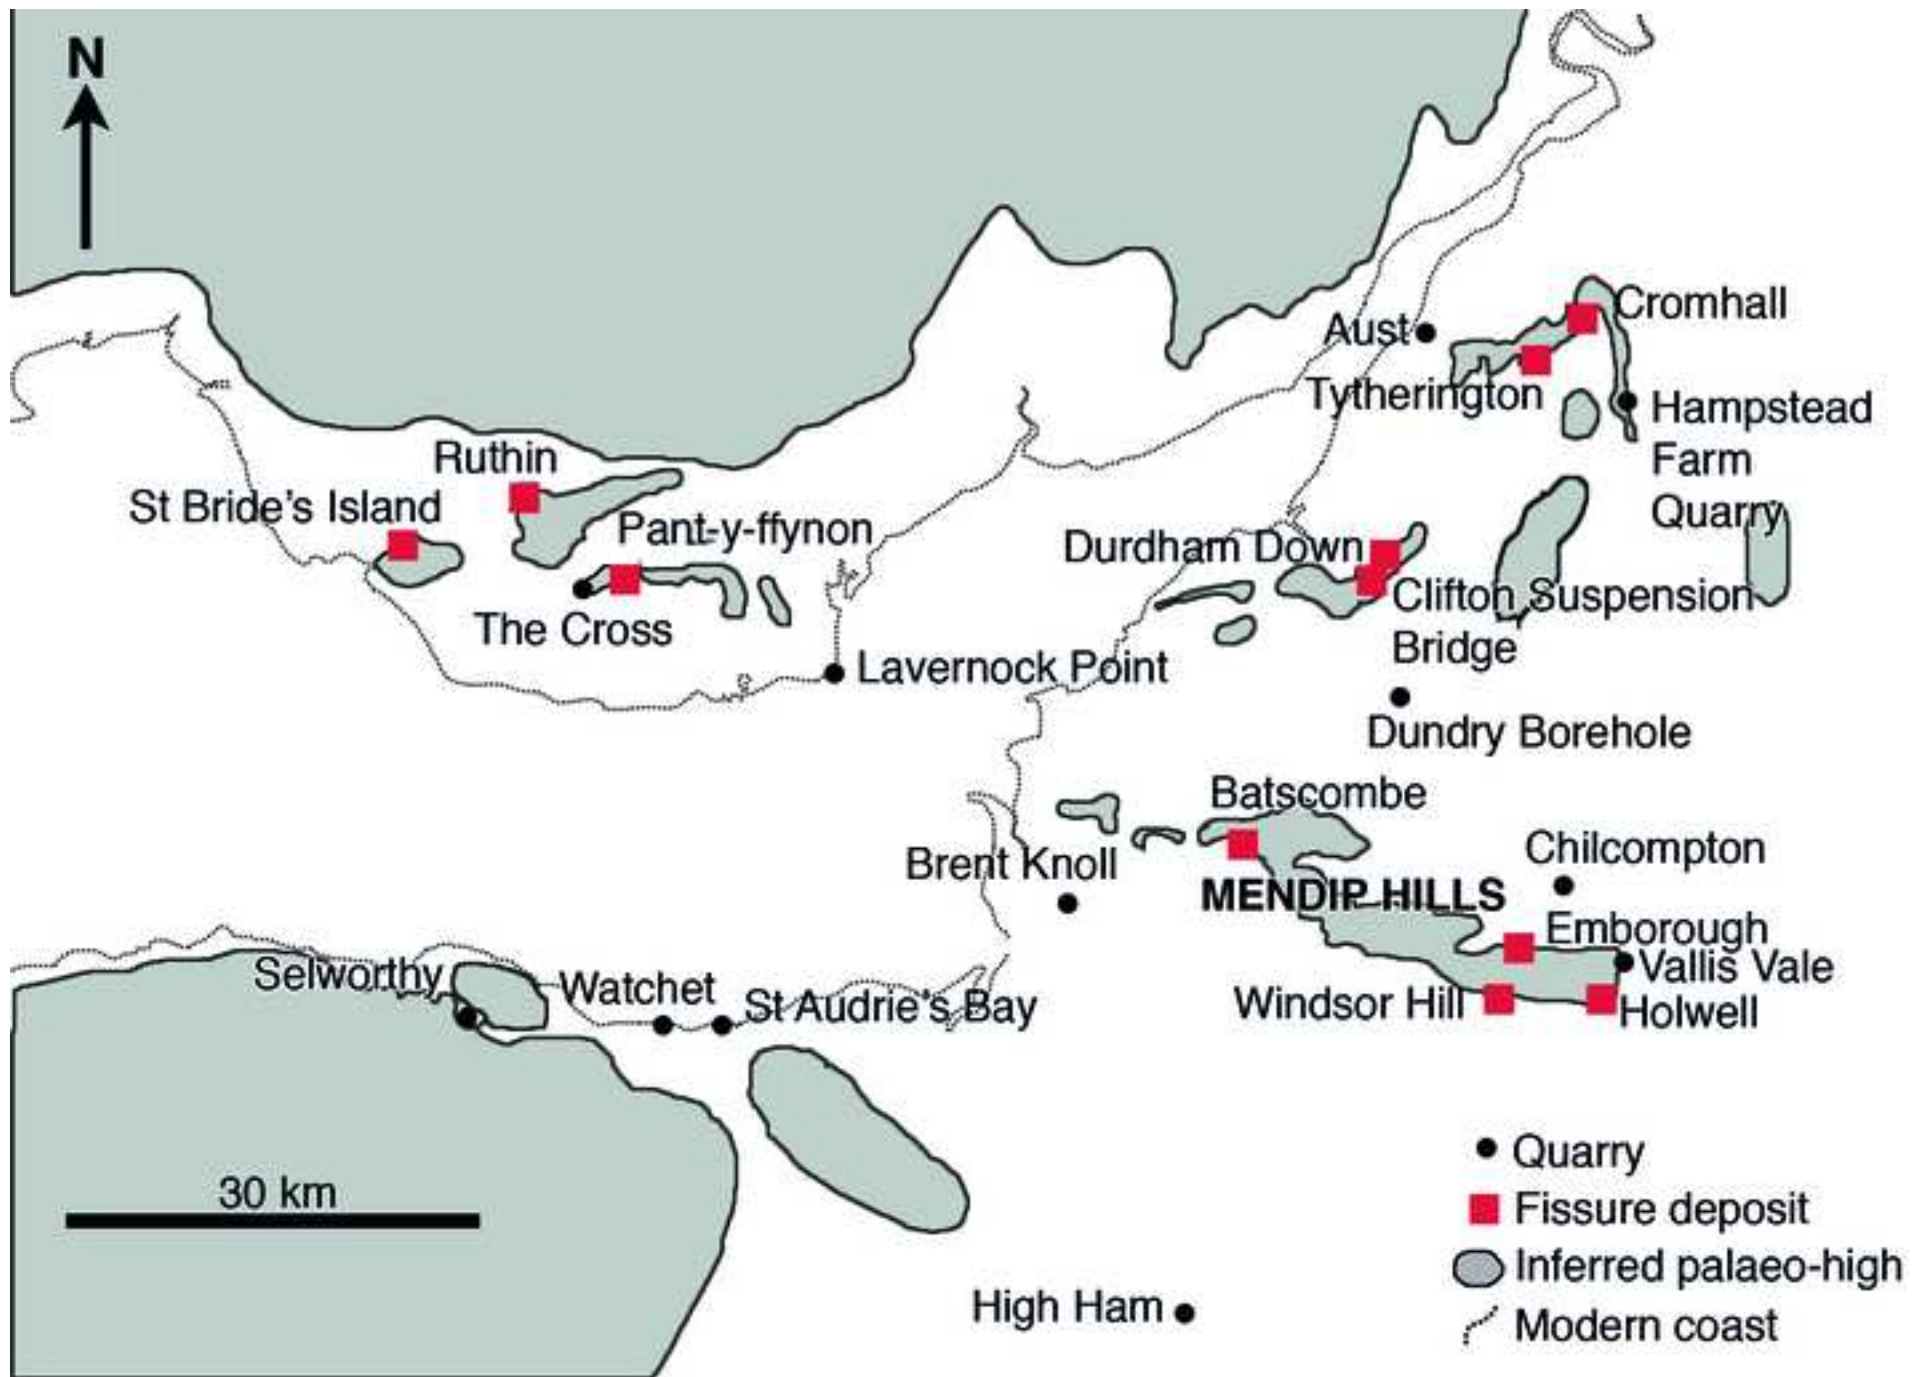 N
Cromhall
Aust
Tytherington
Hampstead
Farm
Quarry
Ruthin
St Bride's Island
Pant-y-ffynon
Durdham Down
Clifton Suspension
Bridge
The Cross
Lavernock Point
Dundry Borehole
Batscombe
Chilcompton
Brent Knoll
MENDIP HILLS
Emborough
Vallis Vale
Selworthy
Watchet
St Audrie's Bay
Windsor Hill
Holwell
30 km
High Ham
Quarry
Fissure deposit
Inferred palaeo-high
Modern coast